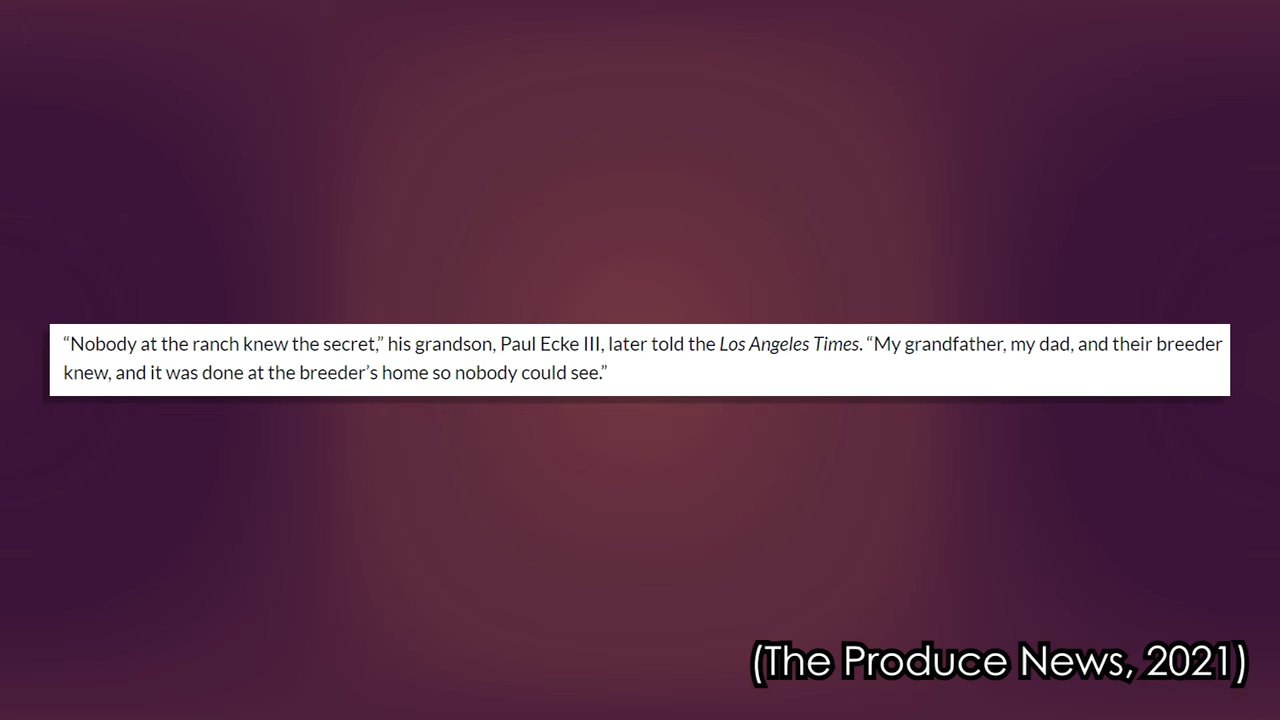 “Nobody at the ranch knew the secret,” his grandson, Paul Ecke III, later told the Los Angeles Times. “My grandfather, my dad, and their breeder
knew, and it was done at the breeder’s home so nobody could see.”
(The Produce News, 2021)